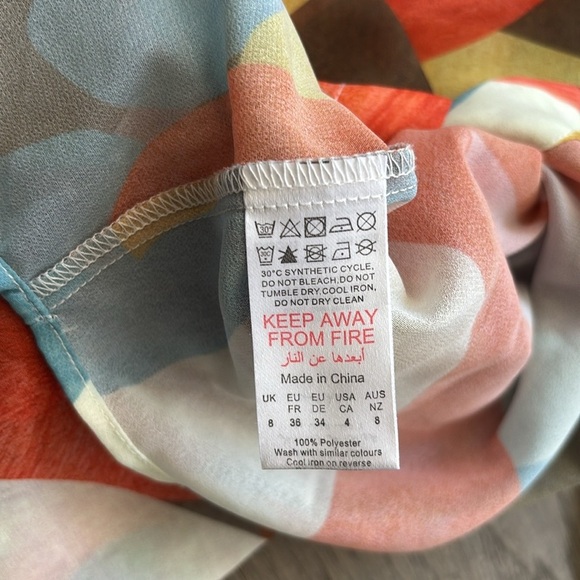 30°
30°C SYNTHETIC CYCLE,
DO NOT BLEACH,DO NOT
TUMBLE DRY,COOL IRON,
DO NOT DRY CLEAN
KEEP AWAY
FROM FIRE
أبعدها عن النار
Made in China
UK EU EU USA AUS
FR DE CA NZ
8 36 34 4 8
100% Polyester
Wash with similar colours
Cool iron on reverse